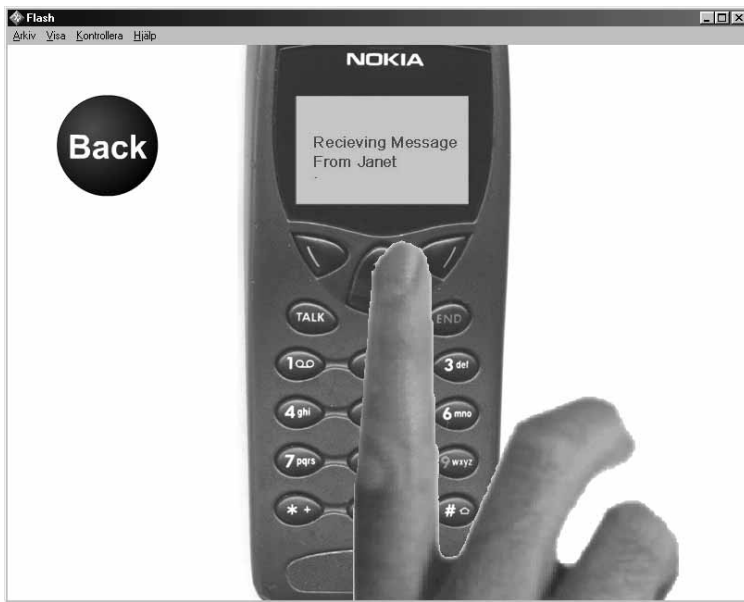 Flash
Arkiv Visa Kontrollera Hjälp
NOKIA
Back
Recieving Message
From Janet
TALK END
1 3 def
4 ghi 6 mno
7 pqrs 9 wxyz
* + #